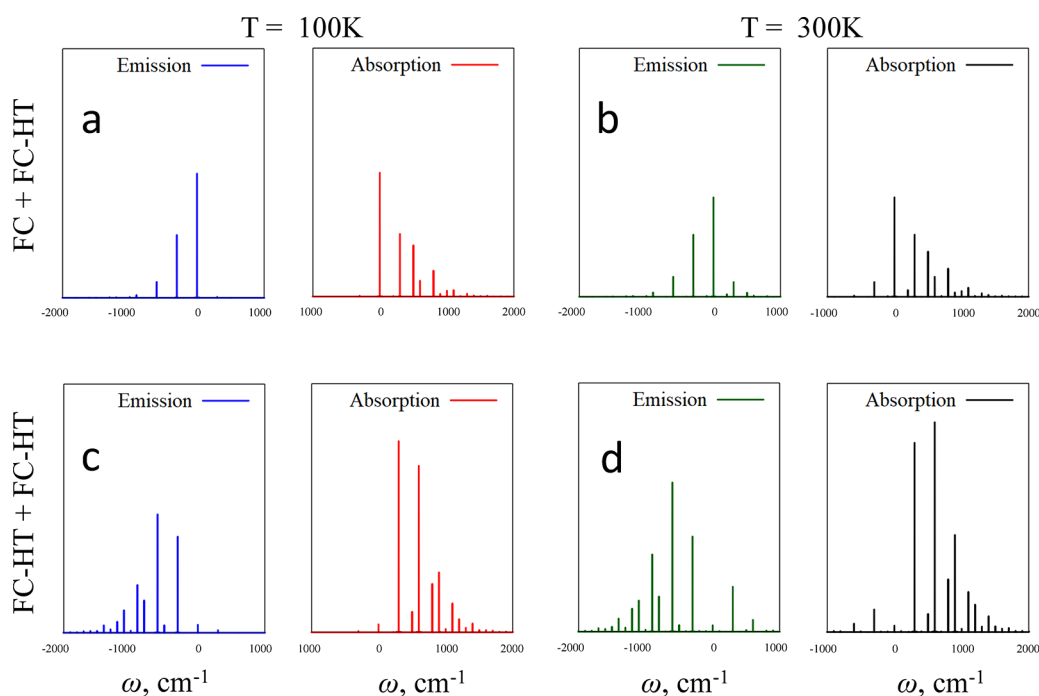 T = 100K
T = 300K
FC + FC-HT
Emission
a
-2000 -1000 0 1000
Absorption
1000 0 1000 2000
Emission
b
-2000 -1000 0 1000
Absorption
-1000 0 1000 2000
FC-HT + FC-HT
Emission
c
-2000 -1000 0 1000
Absorption
1000 0 1000 2000
Emission
d
-2000 -1000 0 1000
Absorption
-1000 0 1000 2000
ω, cm⁻¹
ω, cm⁻¹
ω, cm⁻¹
ω, cm⁻¹